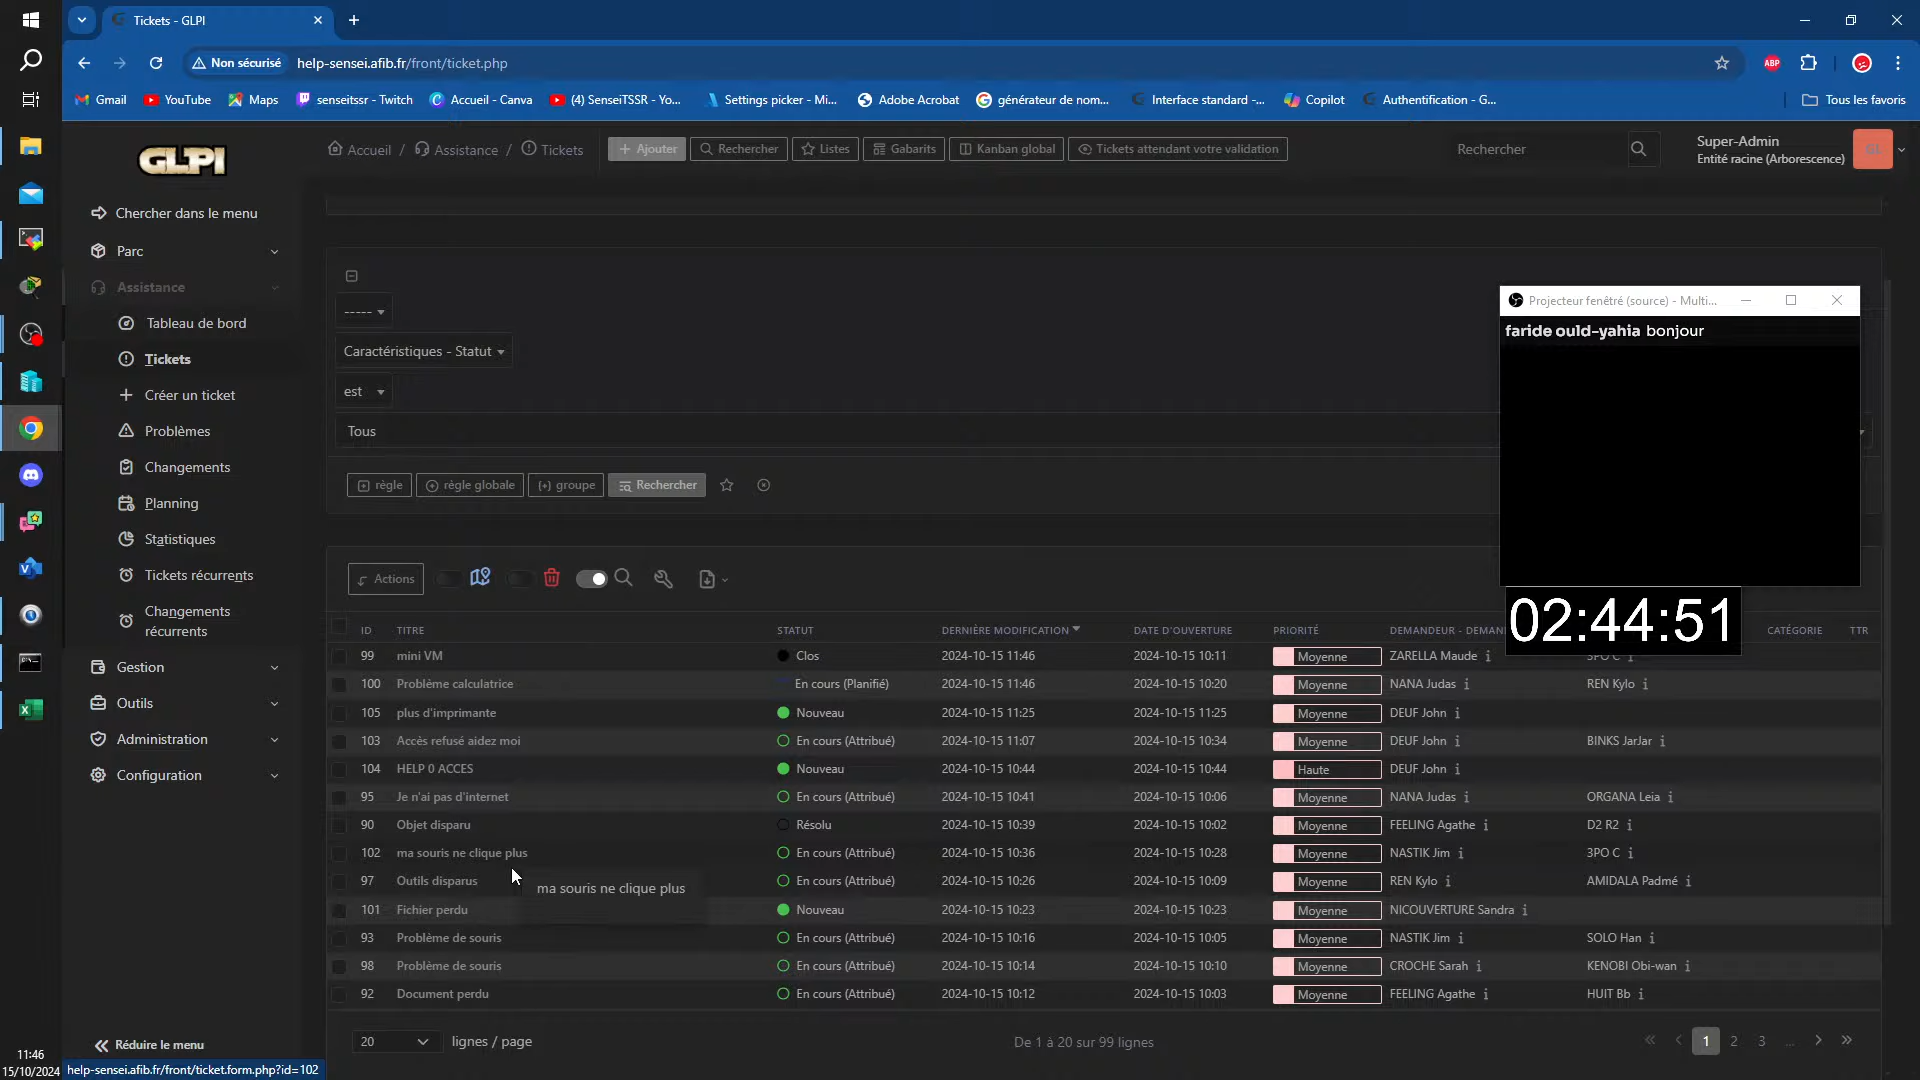 Tickets - GLPI
Non sécurisé
help-sensei.afib.fr/front/ticket.php
Gmail
YouTube
Maps
senseitssr - Twitch
Accueil - Canva
(4) SenseiTSSR - Yo...
Settings picker - Mi...
Adobe Acrobat
générateur de nom...
Interface standard -...
Copilot
Authentification - G...
Tous les favoris
ABP
GLPI
Accueil / Assistance / Tickets
Ajouter
Rechercher
Listes
Gabarits
Kanban global
Tickets attendant votre validation
Rechercher
Super-Admin
Entité racine (Arborescence)
Chercher dans le menu
Parc
Assistance
Tableau de bord
Tickets
Créer un ticket
Problèmes
Changements
Planning
Statistiques
Tickets récurrents
Changements
récurrents
Gestion
Outils
Administration
Configuration
Réduire le menu
-----
Caractéristiques - Statut
est
Tous
règle
règle globale
(+) groupe
Rechercher
Projecteur fenêtré (source) - Multi...
faride ould-yahia bonjour
02:44:51
Actions
ID TITRE STATUT DERNIÈRE MODIFICATION DATE D'OUVERTURE PRIORITÉ DEMANDEUR - DEMAN CATÉGORIE TTR
99 mini VM Clos 2024-10-15 11:46 2024-10-15 10:11 Moyenne ZARELLA Maude i 3PO C i
100 Problème calculatrice En cours (Planifié) 2024-10-15 11:46 2024-10-15 10:20 Moyenne NANA Judas i REN Kylo i
105 plus d'imprimante Nouveau 2024-10-15 11:25 2024-10-15 11:25 Moyenne DEUF John i
103 Accès refusé aidez moi En cours (Attribué) 2024-10-15 11:07 2024-10-15 10:34 Moyenne DEUF John i BINKS JarJar i
104 HELP 0 ACCES Nouveau 2024-10-15 10:44 2024-10-15 10:44 Haute DEUF John i
95 Je n'ai pas d'internet En cours (Attribué) 2024-10-15 10:41 2024-10-15 10:06 Moyenne NANA Judas i ORGANA Leia i
90 Objet disparu Résolu 2024-10-15 10:39 2024-10-15 10:02 Moyenne FEELING Agathe i D2 R2 i
102 ma souris ne clique plus En cours (Attribué) 2024-10-15 10:36 2024-10-15 10:28 Moyenne NASTIK Jim i 3PO C i
97 Outils disparus En cours (Attribué) 2024-10-15 10:26 2024-10-15 10:09 Moyenne REN Kylo i AMIDALA Padmé i
ma souris ne clique plus
101 Fichier perdu Nouveau 2024-10-15 10:23 2024-10-15 10:23 Moyenne NICOUVERTURE Sandra i
93 Problème de souris En cours (Attribué) 2024-10-15 10:16 2024-10-15 10:05 Moyenne NASTIK Jim i SOLO Han i
98 Problème de souris En cours (Attribué) 2024-10-15 10:14 2024-10-15 10:10 Moyenne CROCHE Sarah i KENOBI Obi-wan i
92 Document perdu En cours (Attribué) 2024-10-15 10:12 2024-10-15 10:03 Moyenne FEELING Agathe i HUIT Bb i
20 lignes / page
De 1 à 20 sur 99 lignes
« ‹ 1 2 3 ... › »
11:46
15/10/2024
help-sensei.afib.fr/front/ticket.form.php?id=102